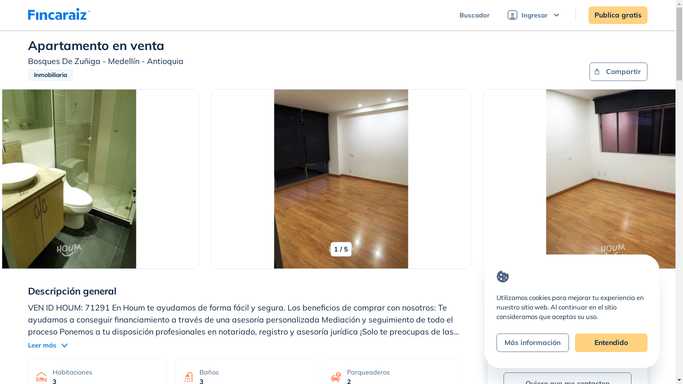 Fincaraiz
Buscador
Ingresar
Publica gratis
Apartamento en venta
Bosques De Zuñiga - Medellín - Antioquia
Inmobiliaria
Compartir
HOUM
HOUM
1 / 5
Descripción general
VEN ID HOUM: 71291 En Houm te ayudamos de forma fácil y segura. Los beneficios de comprar con nosotros: Te
ayudamos a conseguir financiamiento a través de una asesoría personalizada Mediación y seguimiento de todo el
proceso Ponemos a tu disposición profesionales en notariado, registro y asesoría jurídica ¡Solo te preocupas de las...
Leer más
Habitaciones
3
Baños
3
Parqueaderos
2
Utilizamos cookies para mejorar tu experiencia en
nuestro sitio web. Al continuar en el sitio
consideramos que aceptas su uso.
Más información
Entendido
Quiero que me contacten